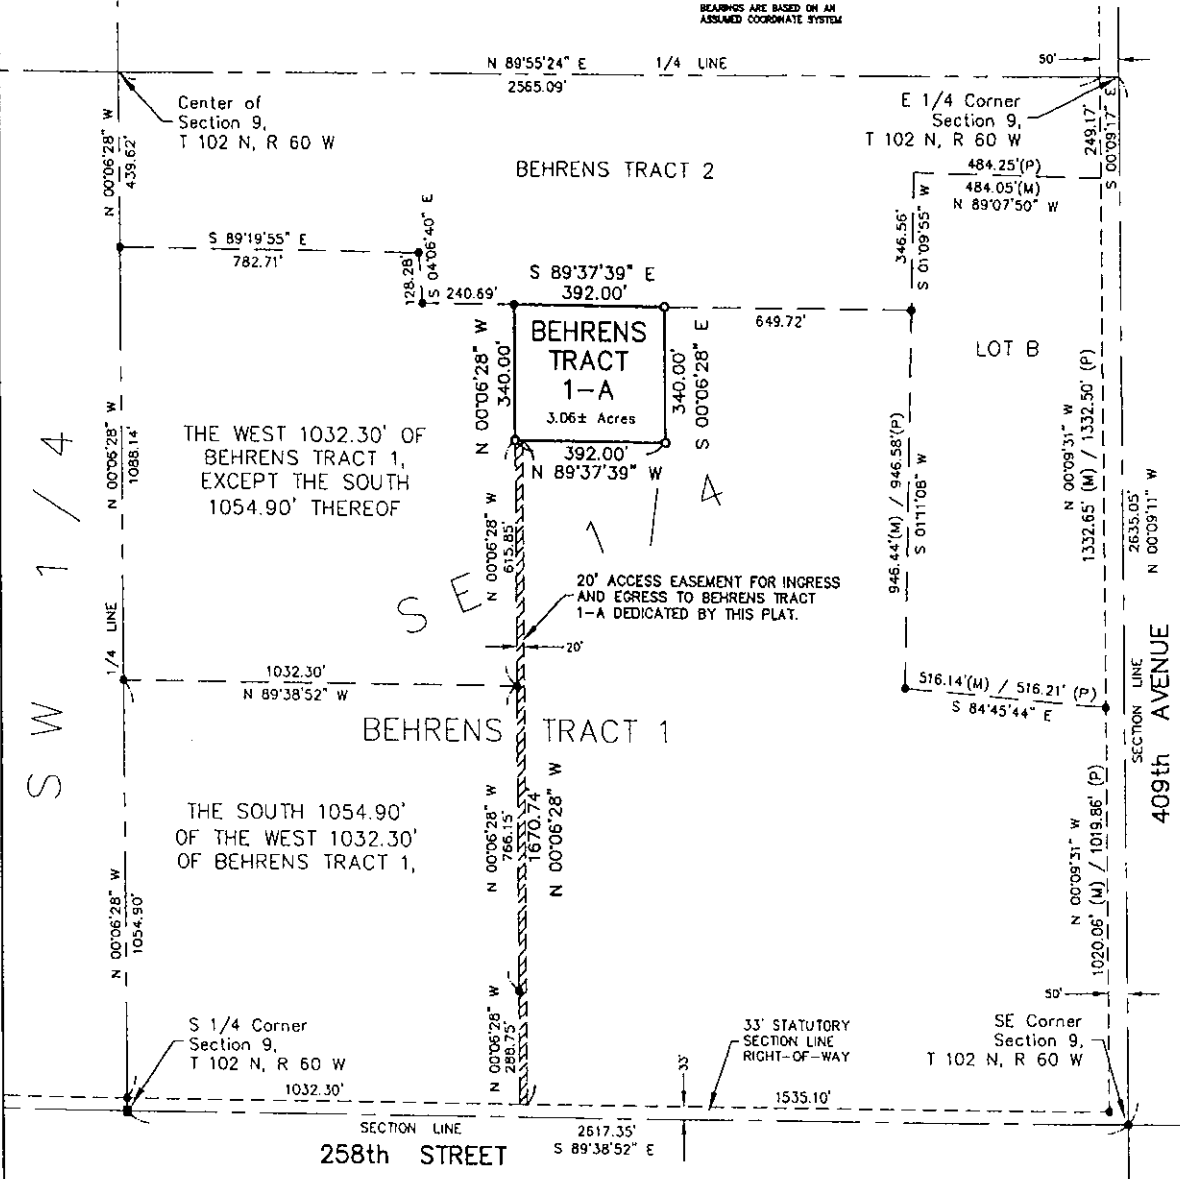 BEARINGS ARE BASED ON AN
ASSUMED COORDINATE SYSTEM
N 89°55'24" E
1/4 LINE
2565.09'
50'
Center of
Section 9,
T 102 N, R 60 W
E 1/4 Corner
Section 9,
T 102 N, R 60 W
N 00°06'28" W
439.62'
249.17'
S 00°09'17" E
BEHRENS TRACT 2
484.25'(P)
484.05'(M)
N 89°07'50" W
S 89°19'55" E
782.71'
128.28'
S 04°06'40" E
346.56'
S 01°09'55" W
240.69'
S 89°37'39" E
392.00'
649.72'
N 00°06'28" W
340.00'
BEHRENS
TRACT
1-A
3.06± Acres
340.00'
S 00°06'28" E
392.00'
N 89°37'39" W
LOT B
N 00°09'31" W
1332.65' (M) / 1332.50' (P)
2635.05'
N 00°09'11" W
N 00°06'28" W
1088.14'
THE WEST 1032.30' OF
BEHRENS TRACT 1,
EXCEPT THE SOUTH
1054.90' THEREOF
SW 1/4
SE 1/4
N 00°06'28" W
615.85'
946.44'(M) / 946.58'(P)
S 01°11'08" W
20' ACCESS EASEMENT FOR INGRESS
AND EGRESS TO BEHRENS TRACT
1-A DEDICATED BY THIS PLAT.
20'
1/4 LINE
1032.30'
N 89°38'52" W
516.14'(M) / 516.21' (P)
S 84°45'44" E
SECTION LINE
409th AVENUE
BEHRENS TRACT 1
N 00°06'28" W
766.15'
1670.74
N 00°06'28" W
THE SOUTH 1054.90'
OF THE WEST 1032.30'
OF BEHRENS TRACT 1,
N 00°09'31" W
1020.06' (M) / 1019.86' (P)
N 00°06'28" W
1054.90'
50'
S 1/4 Corner
Section 9,
T 102 N, R 60 W
N 00°06'28" W
288.75'
33'
33' STATUTORY
SECTION LINE
RIGHT-OF-WAY
SE Corner
Section 9,
T 102 N, R 60 W
1032.30'
1535.10'
SECTION LINE
2617.35'
S 89°38'52" E
258th STREET